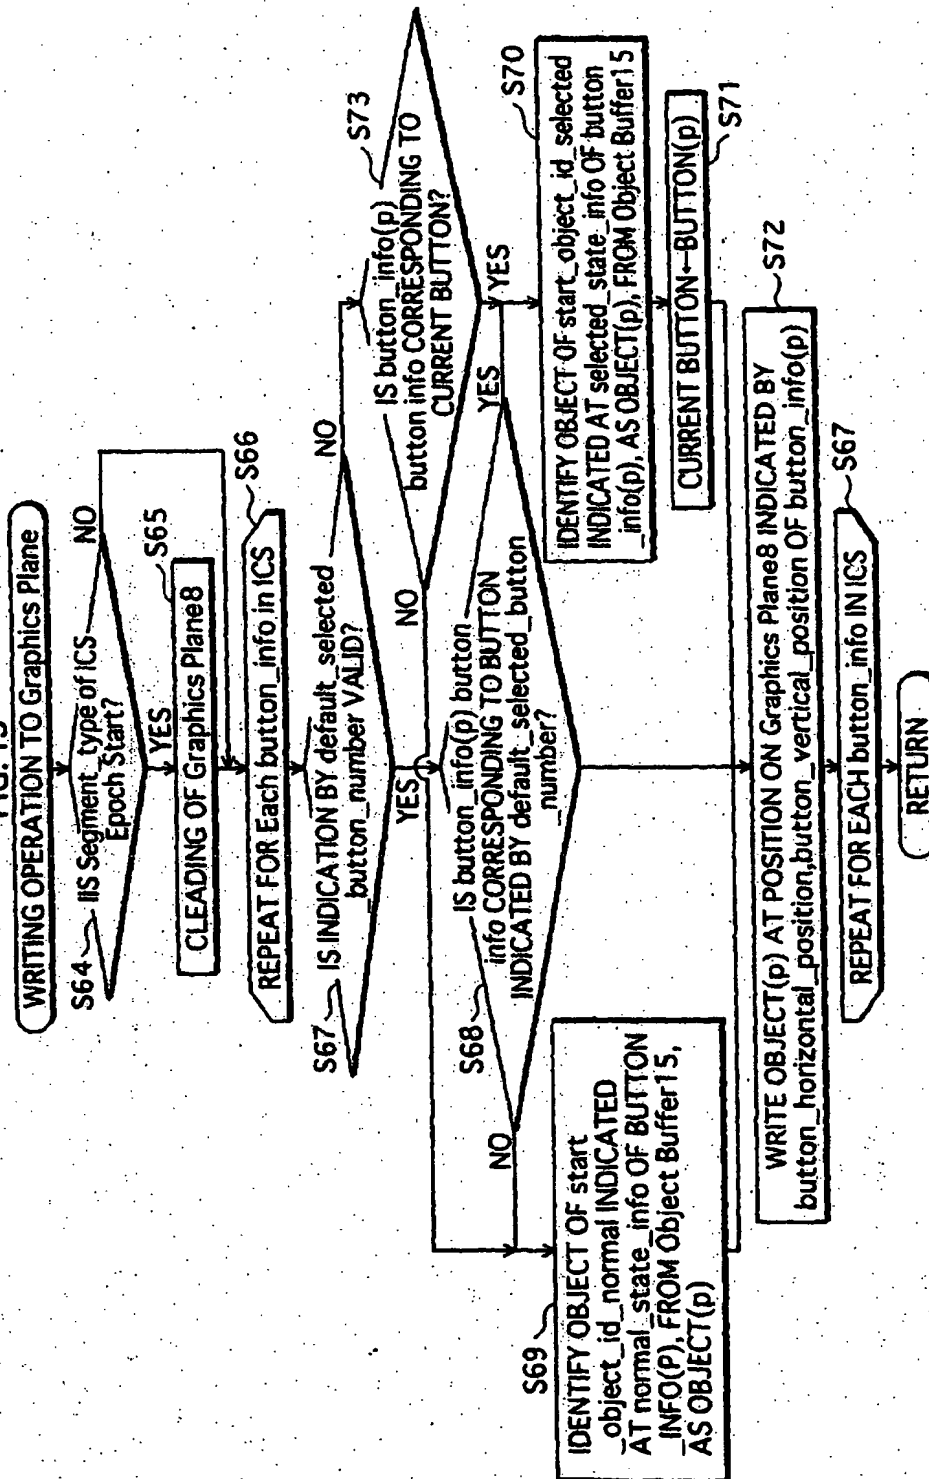 WRITING OPERATION TO Graphics Plane
S64
IIS Segment_type of ICS
Epoch Start?
NO
YES
S65
CLEADING OF Graphics Plane8
S66
REPEAT FOR Each button_info in ICS
S67
IS INDICATION BY default_selected
_button_number VALID?
NO
YES
S73
IS button_info(p)
button info CORRESPONDING TO
CURRENT BUTTON?
NO
YES
S68
IS button_info(p) button
info CORRESPONDING TO BUTTON
INDICATED BY default_selected_button
_number?
NO
YES
S69
IDENTIFY OBJECT OF start
_object_id_normal INDICATED
AT normal_state_info OF BUTTON
_INFO(P), FROM Object Buffer15,
AS OBJECT(p)
S70
IDENTIFY OBJECT OF start_object_id_selected
INDICATED AT selected_state_info OF button
_info(p), AS OBJECT(p), FROM Object Buffer15
S71
CURRENT BUTTON←BUTTON(p)
S72
WRITE OBJECT(p) AT POSITION ON Graphics Plane8 INDICATED BY
button_horizontal_position,button_vertical_position OF button_info(p)
S67
REPEAT FOR EACH button_info IN ICS
RETURN